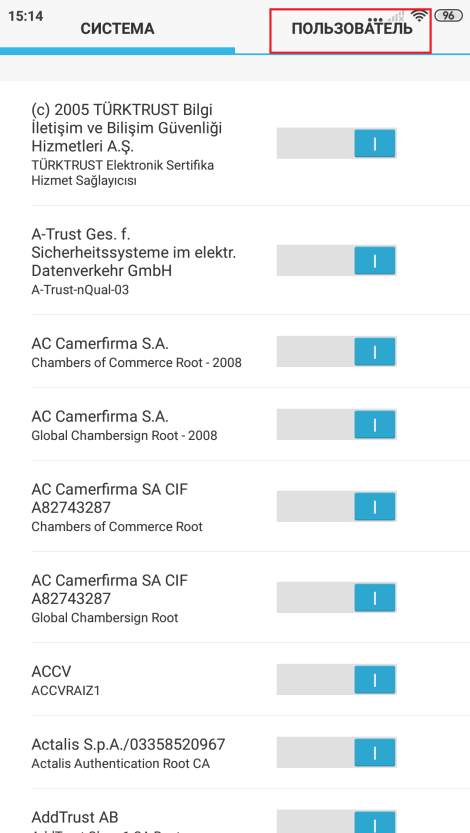 15:14
96
СИСТЕМА
ПОЛЬЗОВАТЕЛЬ
(c) 2005 TÜRKTRUST Bilgi
İletişim ve Bilişim Güvenliği
Hizmetleri A.Ş.
TÜRKTRUST Elektronik Sertifika
Hizmet Sağlayıcısı
A-Trust Ges. f.
Sicherheitssysteme im elektr.
Datenverkehr GmbH
A-Trust-nQual-03
AC Camerfirma S.A.
Chambers of Commerce Root - 2008
AC Camerfirma S.A.
Global Chambersign Root - 2008
AC Camerfirma SA CIF
A82743287
Chambers of Commerce Root
AC Camerfirma SA CIF
A82743287
Global Chambersign Root
ACCV
ACCVRAIZ1
Actalis S.p.A./03358520967
Actalis Authentication Root CA
AddTrust AB